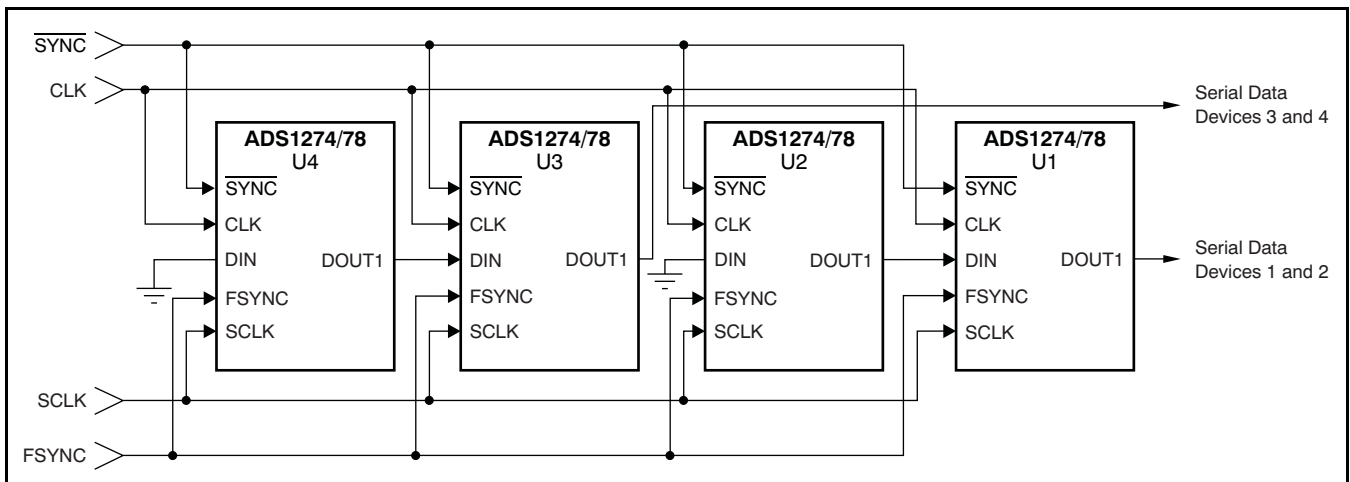 SYNC
CLK
Serial Data
Devices 3 and 4
ADS1274/78
U4
SYNC
CLK
DIN
DOUT1
FSYNC
SCLK
ADS1274/78
U3
SYNC
CLK
DIN
DOUT1
FSYNC
SCLK
ADS1274/78
U2
SYNC
CLK
DIN
DOUT1
FSYNC
SCLK
ADS1274/78
U1
SYNC
CLK
DIN
DOUT1
FSYNC
SCLK
Serial Data
Devices 1 and 2
SCLK
FSYNC